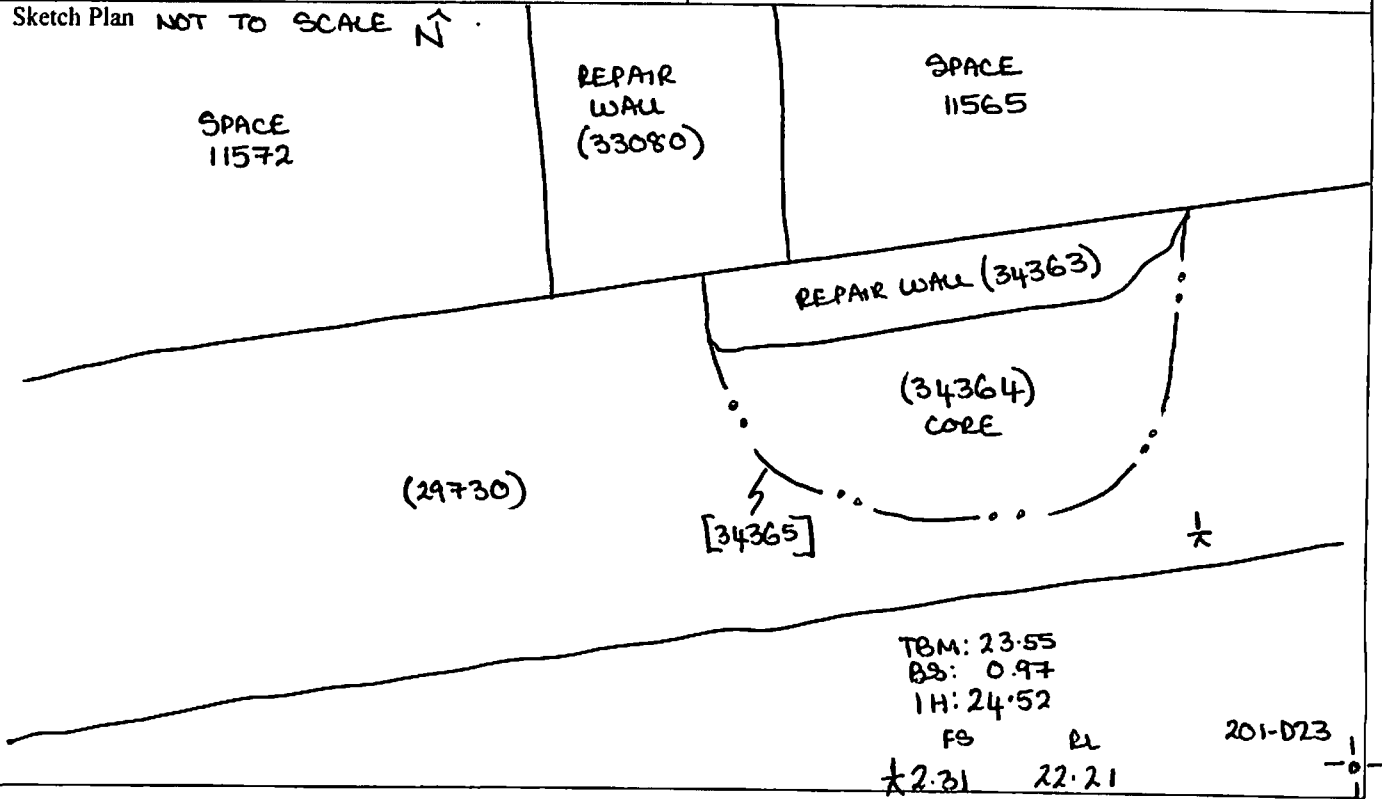 Sketch Plan NOT TO SCALE N
SPACE
11572
REPAIR
WALL
(33080)
SPACE
11565
REPAIR WALL (34363)
(34364)
CORE
(29730)
[34365]
1
TBM: 23.55
BS: 0.97
IH: 24.52
FS RL
2.31 22.21
201-D23